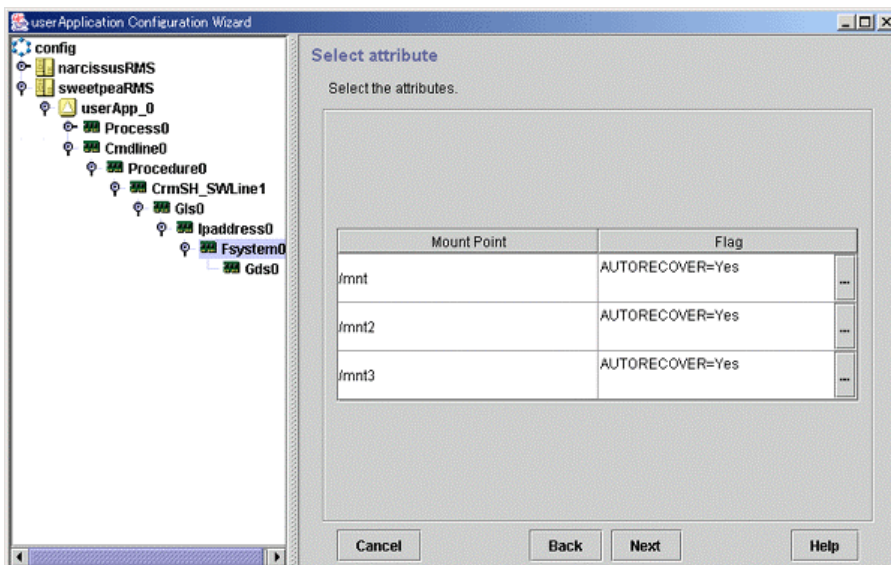 userApplication Configuration Wizard
config
narcissusRMS
sweetpeaRMS
userApp_0
Process0
Cmdline0
Procedure0
CrmSH_SWLine1
Gls0
Ipaddress0
Fsystem0
Gds0
Select attribute
Select the attributes.
Mount Point Flag
/mnt AUTORECOVER=Yes ...
/mnt2 AUTORECOVER=Yes ...
/mnt3 AUTORECOVER=Yes ...
Cancel Back Next Help